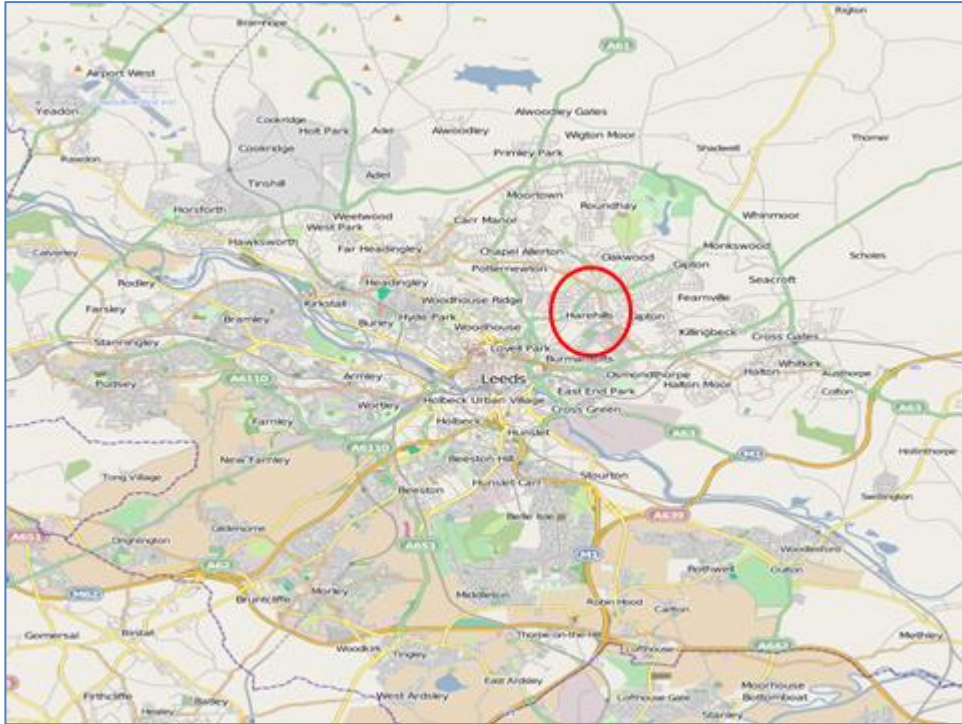 Bramhope
Rigton
A61
Airport West
Yeadon
Alwoodley Gates
Cookridge
Holt Park
Adel
Alwoodley
Wigton Moor
Thorner
Cookridge
Primley Park
Shadwell
Rawdon
Adel
Tinshill
Moortown
Roundhay
Horsforth
Weetwood
West Park
Carr Manor
Whinmoor
Hawksworth
Far Headingley
Chapel Allerton
Oakwood
Monkswood
Calverley
Potternewton
Gipton
Scholes
Rodley
Headingley
Seacroft
Kirkstall
Woodhouse Ridge
Fearnville
Farsley
Bramley
Burley
Hyde Park
Harehills
Gipton
Woodhouse
Killingbeck
Cross Gates
Stanningley
Lovell Park
Burmantofts
Whitkirk
Pudsey
A6110
Armley
Leeds
Osmondthorpe
Halton
Austhorpe
East End Park
Halton Moor
Colton
Wortley
Holbeck Urban Village
Cross Green
A63
Farnley
Holbeck
Hunslet
A63
A6110
New Farnley
Beeston Hill
M1
Tong Village
Beeston
Hunslet Carr
Stourton
Swillington
Belle Isle
A639
A651
Gildersome
Drighlington
A653
Woodlesford
A62
M1
Rothwell
Oulton
M62
Bruntcliffe
Morley
Middleton
Robin Hood
Carlton
Gomersal
Birstall
Thorpe-on-the-Hill
Methley
Woodkirk
Tingley
Lofthouse
A642
East Ardsley
Firthcliffe
Batley
West Ardsley
Lofthouse Gate
Moorhouse
Bottomboat
Healey
Stanley